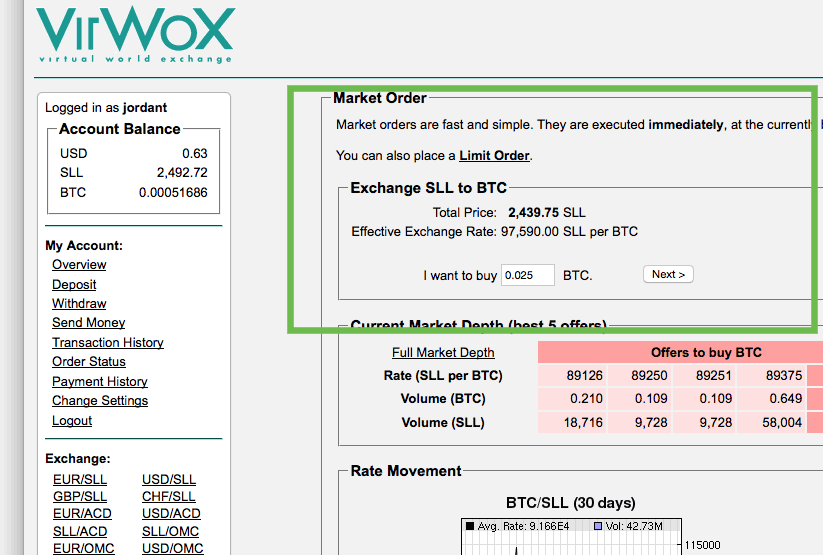 VirWoX
virtual world exchange
Logged in as jordant
Account Balance
USD 0.63
SLL 2,492.72
BTC 0.00051686
My Account:
Overview
Deposit
Withdraw
Send Money
Transaction History
Order Status
Payment History
Change Settings
Logout
Exchange:
EUR/SLL USD/SLL
GBP/SLL CHF/SLL
EUR/ACD USD/ACD
SLL/ACD SLL/OMC
EUR/OMC USD/OMC
Market Order
Market orders are fast and simple. They are executed immediately, at the currently
You can also place a Limit Order.
Exchange SLL to BTC
Total Price: 2,439.75 SLL
Effective Exchange Rate: 97,590.00 SLL per BTC
I want to buy 0.025 BTC. Next >
Current Market Depth (best 5 offers)
Full Market Depth Offers to buy BTC
Rate (SLL per BTC) 89126 89250 89251 89375
Volume (BTC) 0.210 0.109 0.109 0.649
Volume (SLL) 18,716 9,728 9,728 58,004
Rate Movement
BTC/SLL (30 days)
Avg. Rate: 9.166E4 Vol: 42.73M
115000